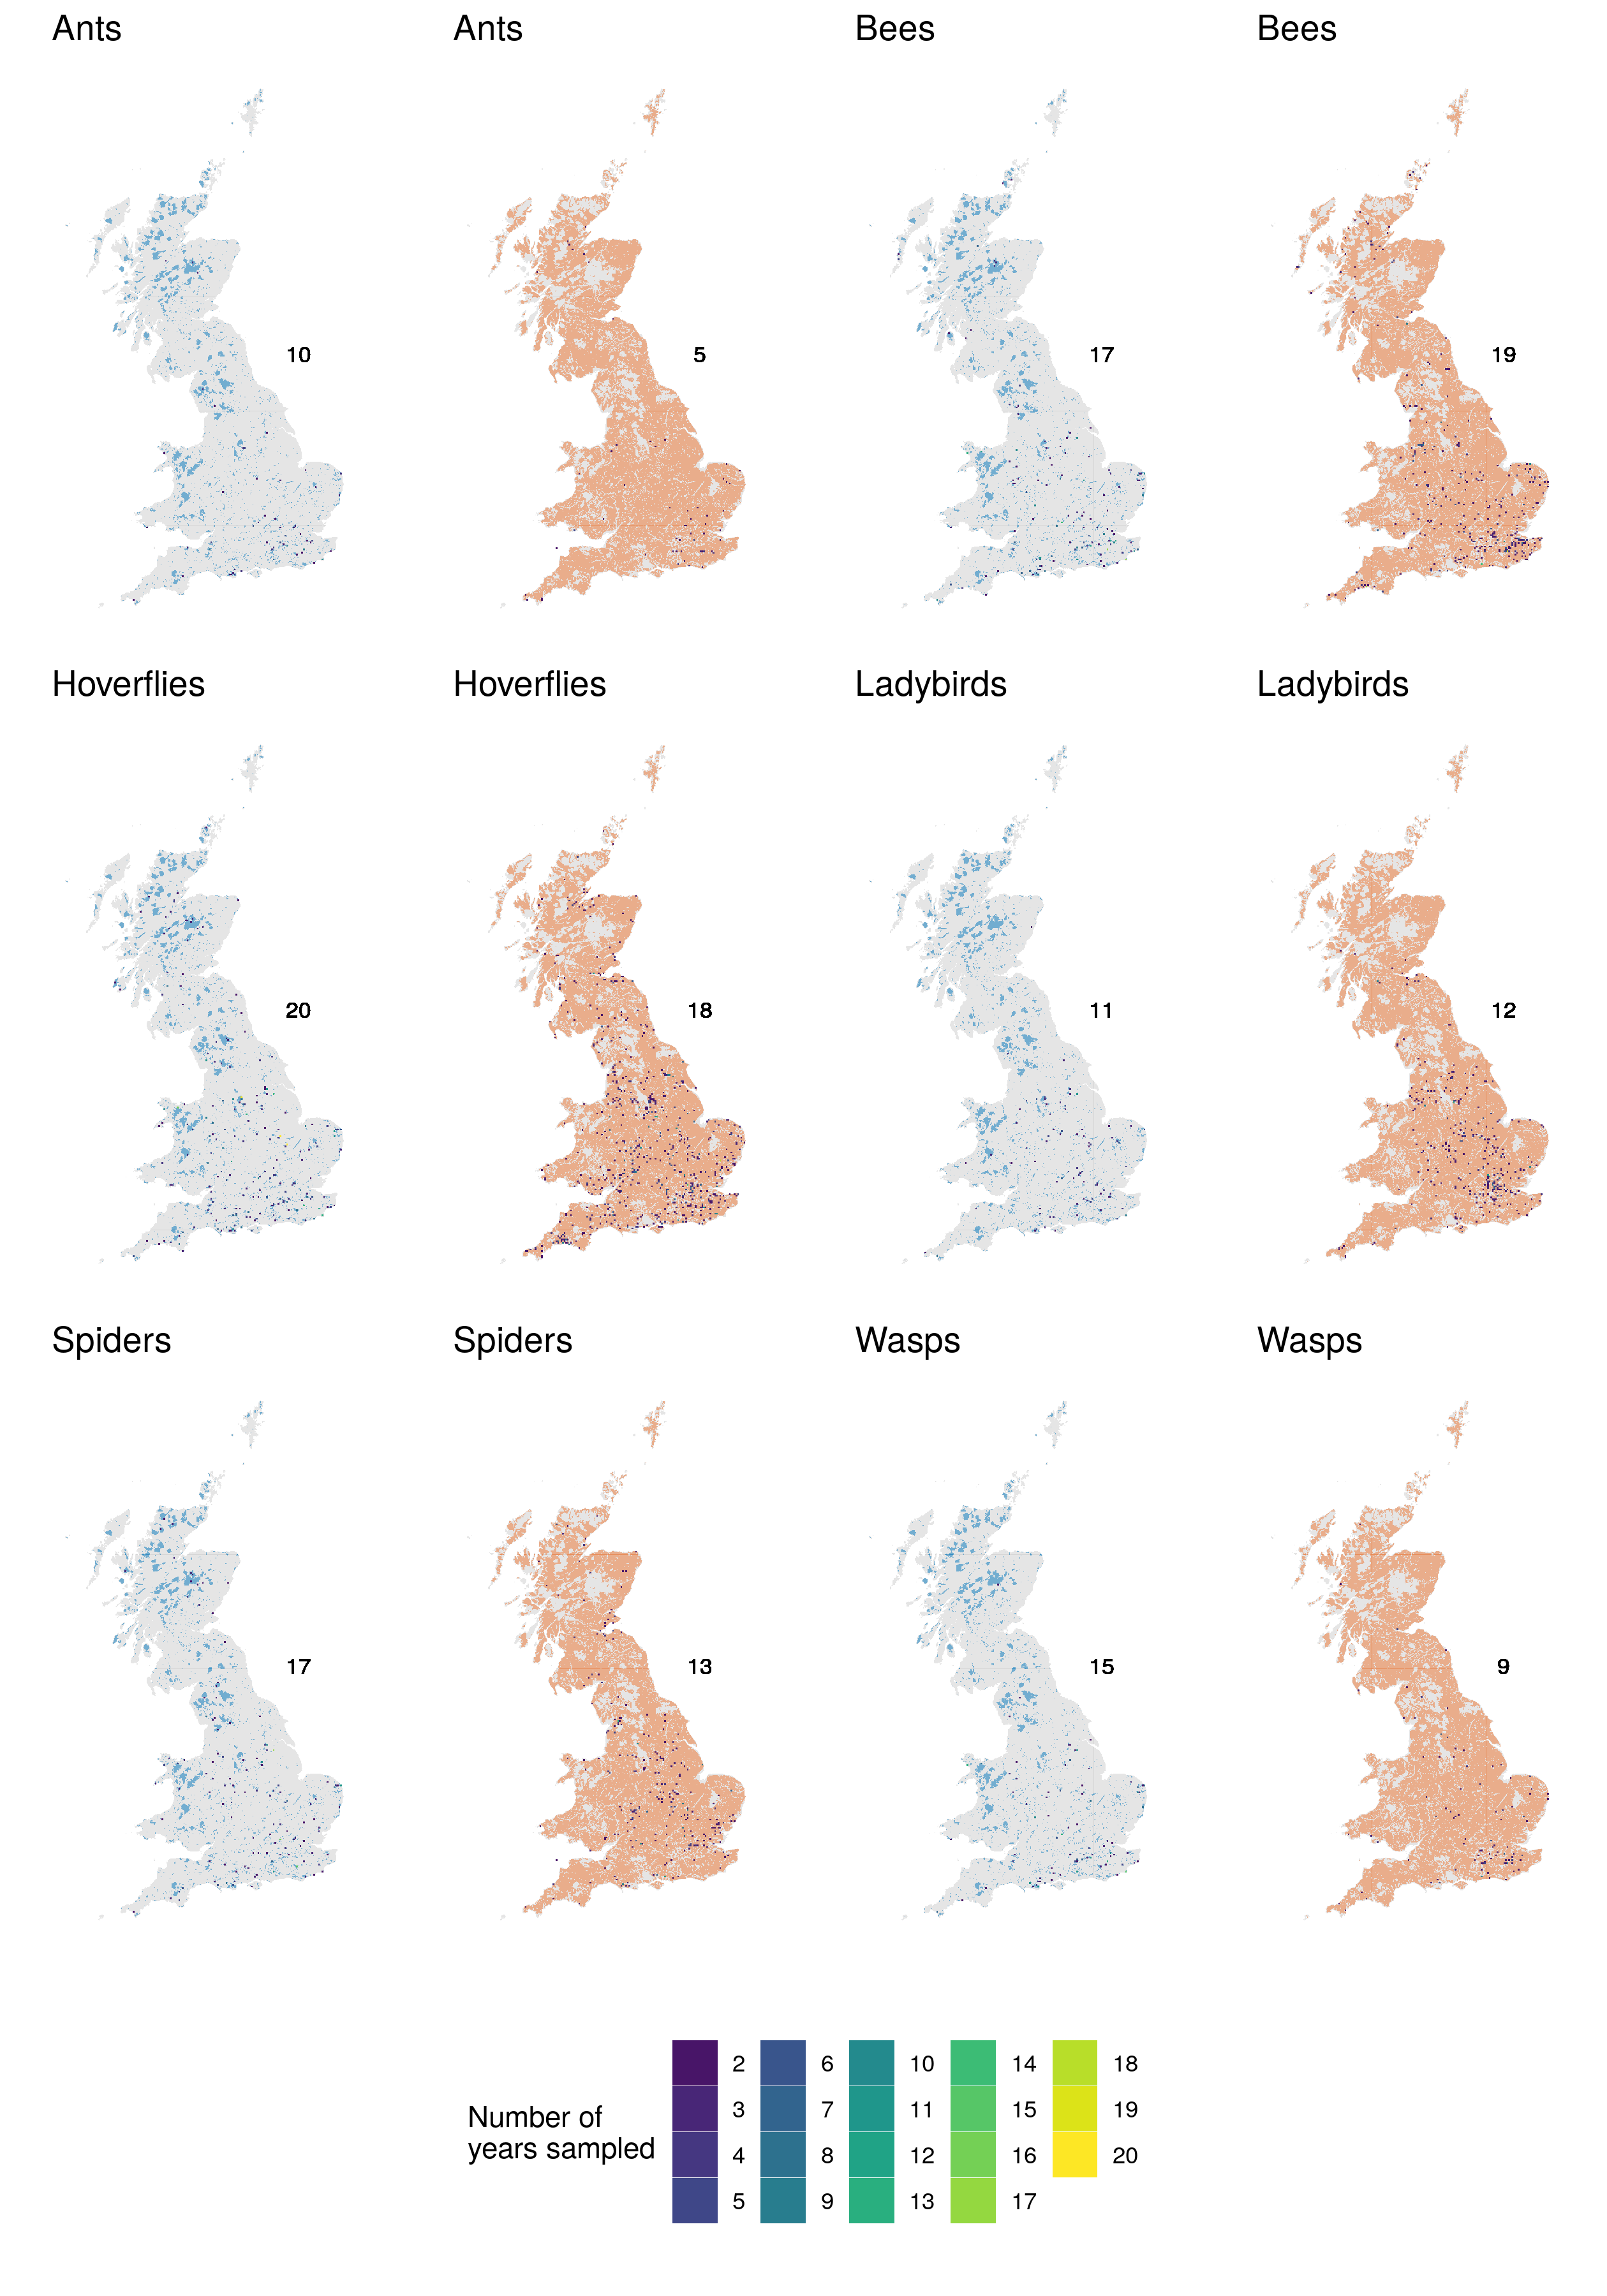 Ants
Ants
Bees
Bees
10
5
17
19
Hoverflies
Hoverflies
Ladybirds
Ladybirds
20
18
11
12
Spiders
Spiders
Wasps
Wasps
17
13
15
9
Number of
years sampled
2
3
4
5
6
7
8
9
10
11
12
13
14
15
16
17
18
19
20